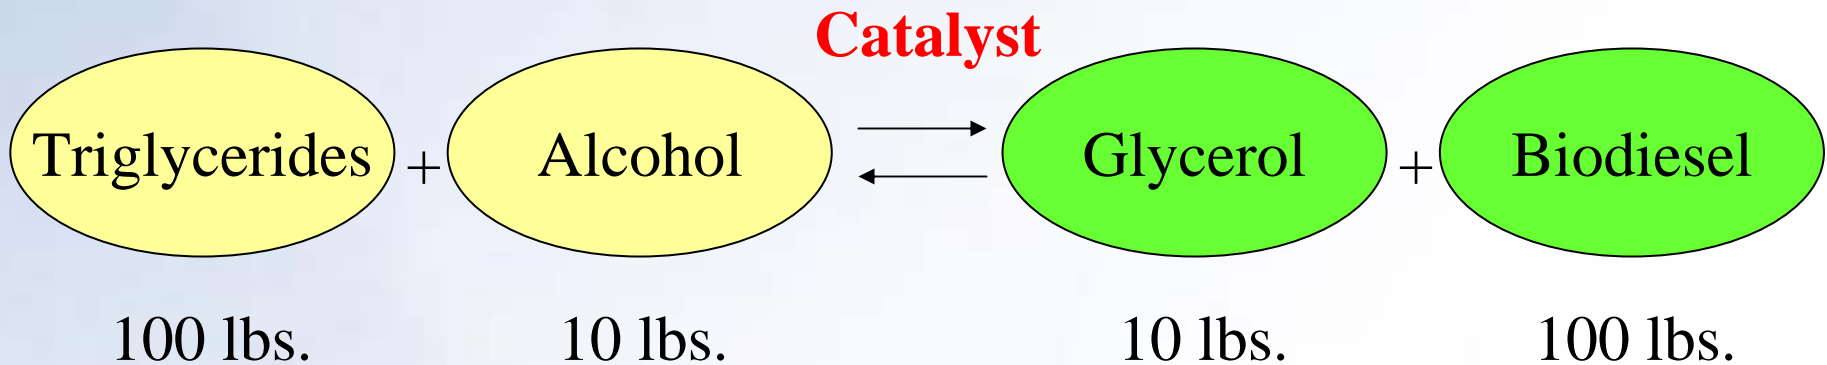 Catalyst
Triglycerides + Alcohol Glycerol + Biodiesel
100 lbs. 10 lbs. 10 lbs. 100 lbs.